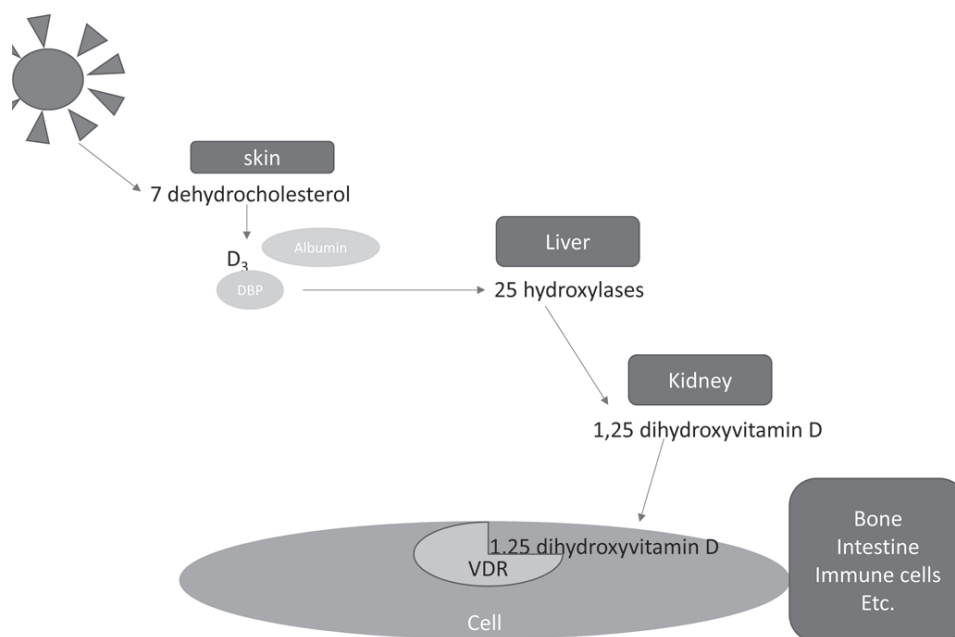 skin
7 dehydrocholesterol
Albumin
D3
DBP
Liver
25 hydroxylases
Kidney
1,25 dihydroxyvitamin D
1.25 dihydroxyvitamin D
VDR
Cell
Bone
Intestine
Immune cells
Etc.